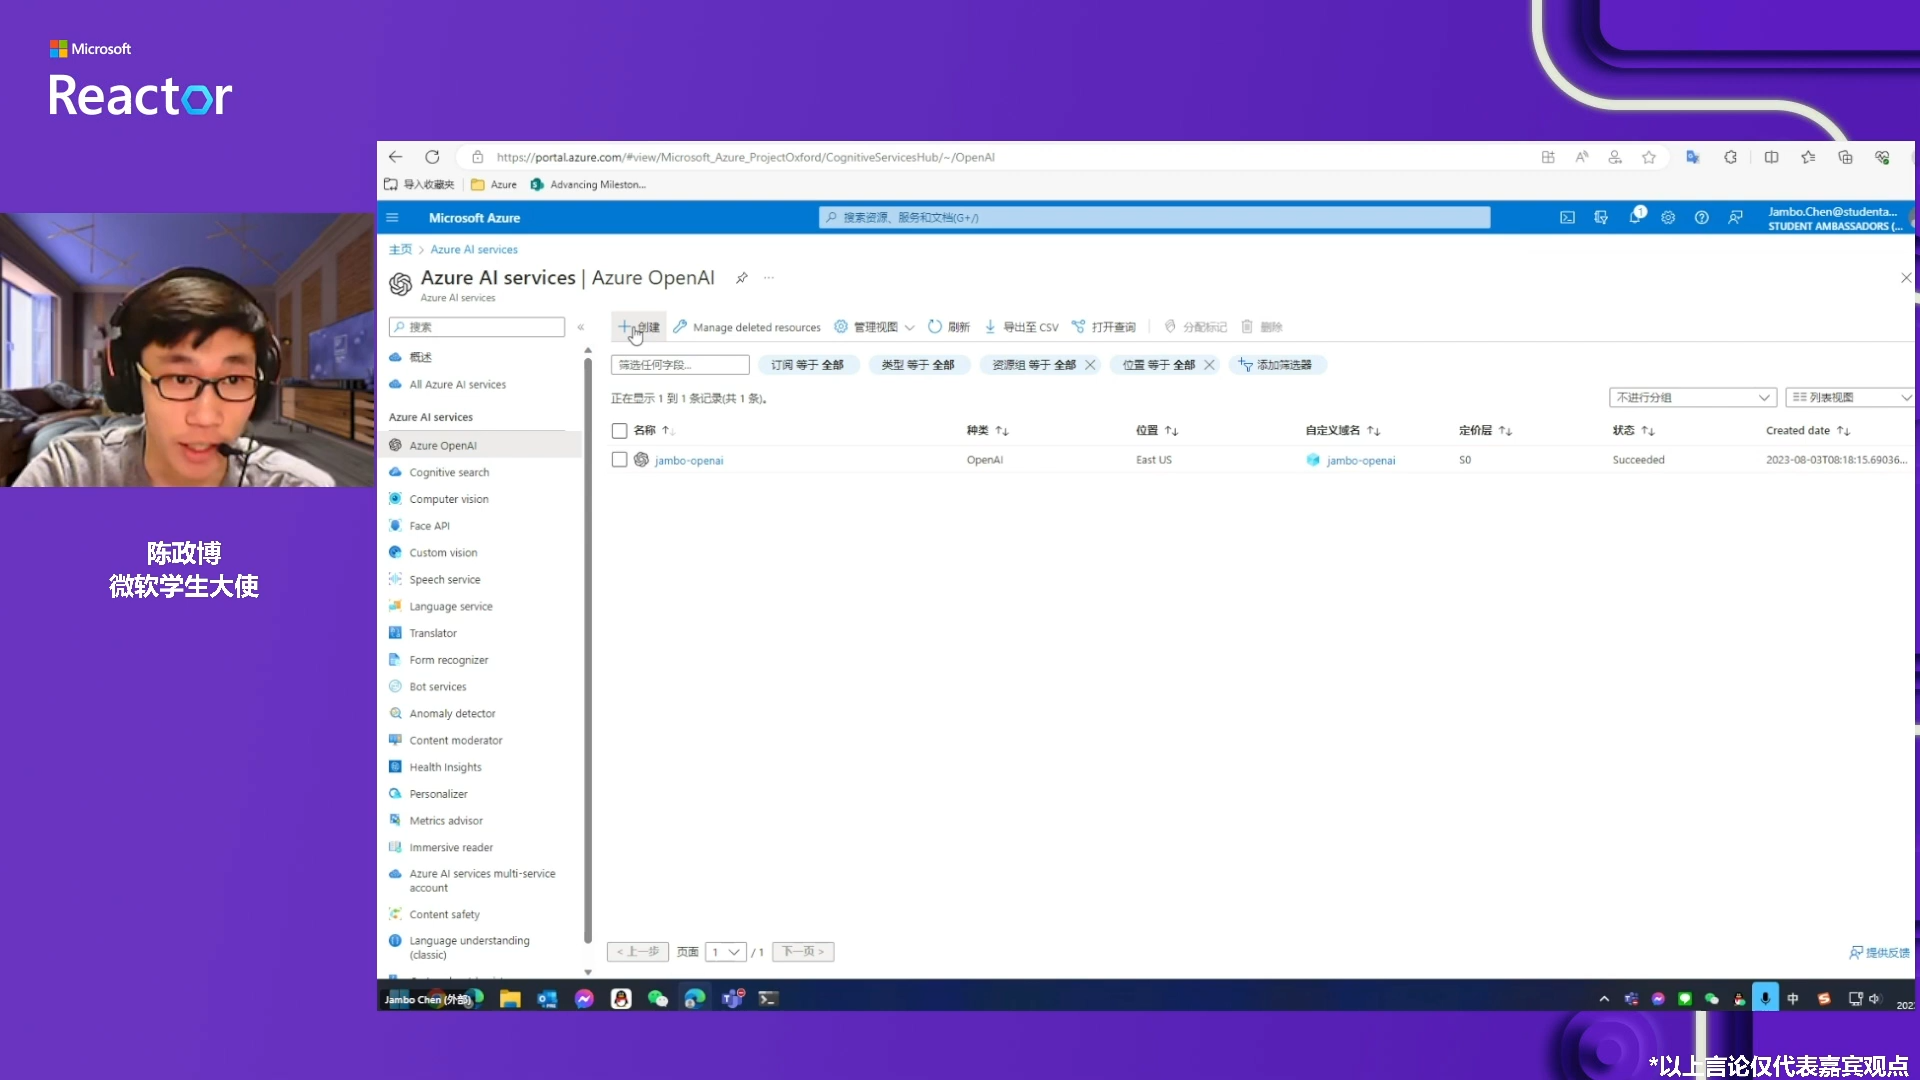 Microsoft
Reactor
https://portal.azure.com/#view/Microsoft_Azure_ProjectOxford/CognitiveServicesHub/~/OpenAI
导入收藏夹
Azure
Advancing Mileston...
Microsoft Azure
搜索资源、服务和文档(G+/)
1
Jambo.Chen@studenta...
STUDENT AMBASSADORS (...
主页 > Azure AI services
Azure AI services | Azure OpenAI
Azure AI services
搜索
创建
Manage deleted resources
管理视图
刷新
导出至 CSV
打开查询
分配标记
删除
概述
All Azure AI services
Azure AI services
Azure OpenAI
Cognitive search
Computer vision
Face API
Custom vision
Speech service
Language service
Translator
Form recognizer
Bot services
Anomaly detector
Content moderator
Health Insights
Personalizer
Metrics advisor
Immersive reader
Azure AI services multi-service
account
Content safety
Language understanding
(classic)
筛选任何字段...
订阅 等于 全部
类型 等于 全部
资源组 等于 全部
位置 等于 全部
添加筛选器
正在显示 1 到 1 条记录(共 1 条)。
不进行分组
列表视图
名称 种类 位置 自定义域名 定价层 状态 Created date
jambo-openai OpenAI East US jambo-openai S0 Succeeded 2023-08-03T08:18:15.69036...
< 上一步 页面 1 / 1 下一页 >
提供反馈
陈政博
微软学生大使
Jambo Chen (外部)
中
202
*以上言论仅代表嘉宾观点